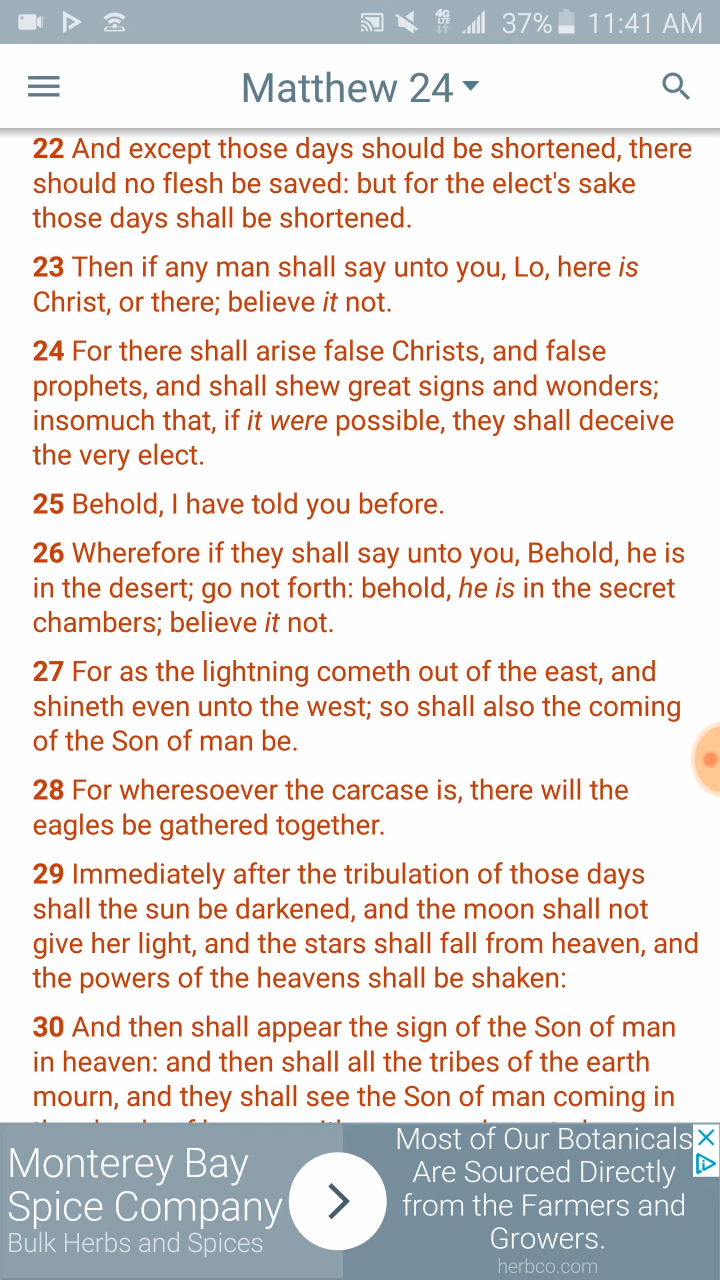 4G
LTE
37%
11:41 AM
Matthew 24
22 And except those days should be shortened, there
should no flesh be saved: but for the elect's sake
those days shall be shortened.
23 Then if any man shall say unto you, Lo, here is
Christ, or there; believe it not.
24 For there shall arise false Christs, and false
prophets, and shall shew great signs and wonders;
insomuch that, if it were possible, they shall deceive
the very elect.
25 Behold, I have told you before.
26 Wherefore if they shall say unto you, Behold, he is
in the desert; go not forth: behold, he is in the secret
chambers; believe it not.
27 For as the lightning cometh out of the east, and
shineth even unto the west; so shall also the coming
of the Son of man be.
28 For wheresoever the carcase is, there will the
eagles be gathered together.
29 Immediately after the tribulation of those days
shall the sun be darkened, and the moon shall not
give her light, and the stars shall fall from heaven, and
the powers of the heavens shall be shaken:
30 And then shall appear the sign of the Son of man
in heaven: and then shall all the tribes of the earth
mourn, and they shall see the Son of man coming in
Monterey Bay
Spice Company
Bulk Herbs and Spices
Most of Our Botanicals
Are Sourced Directly
from the Farmers and
Growers.
herbco.com